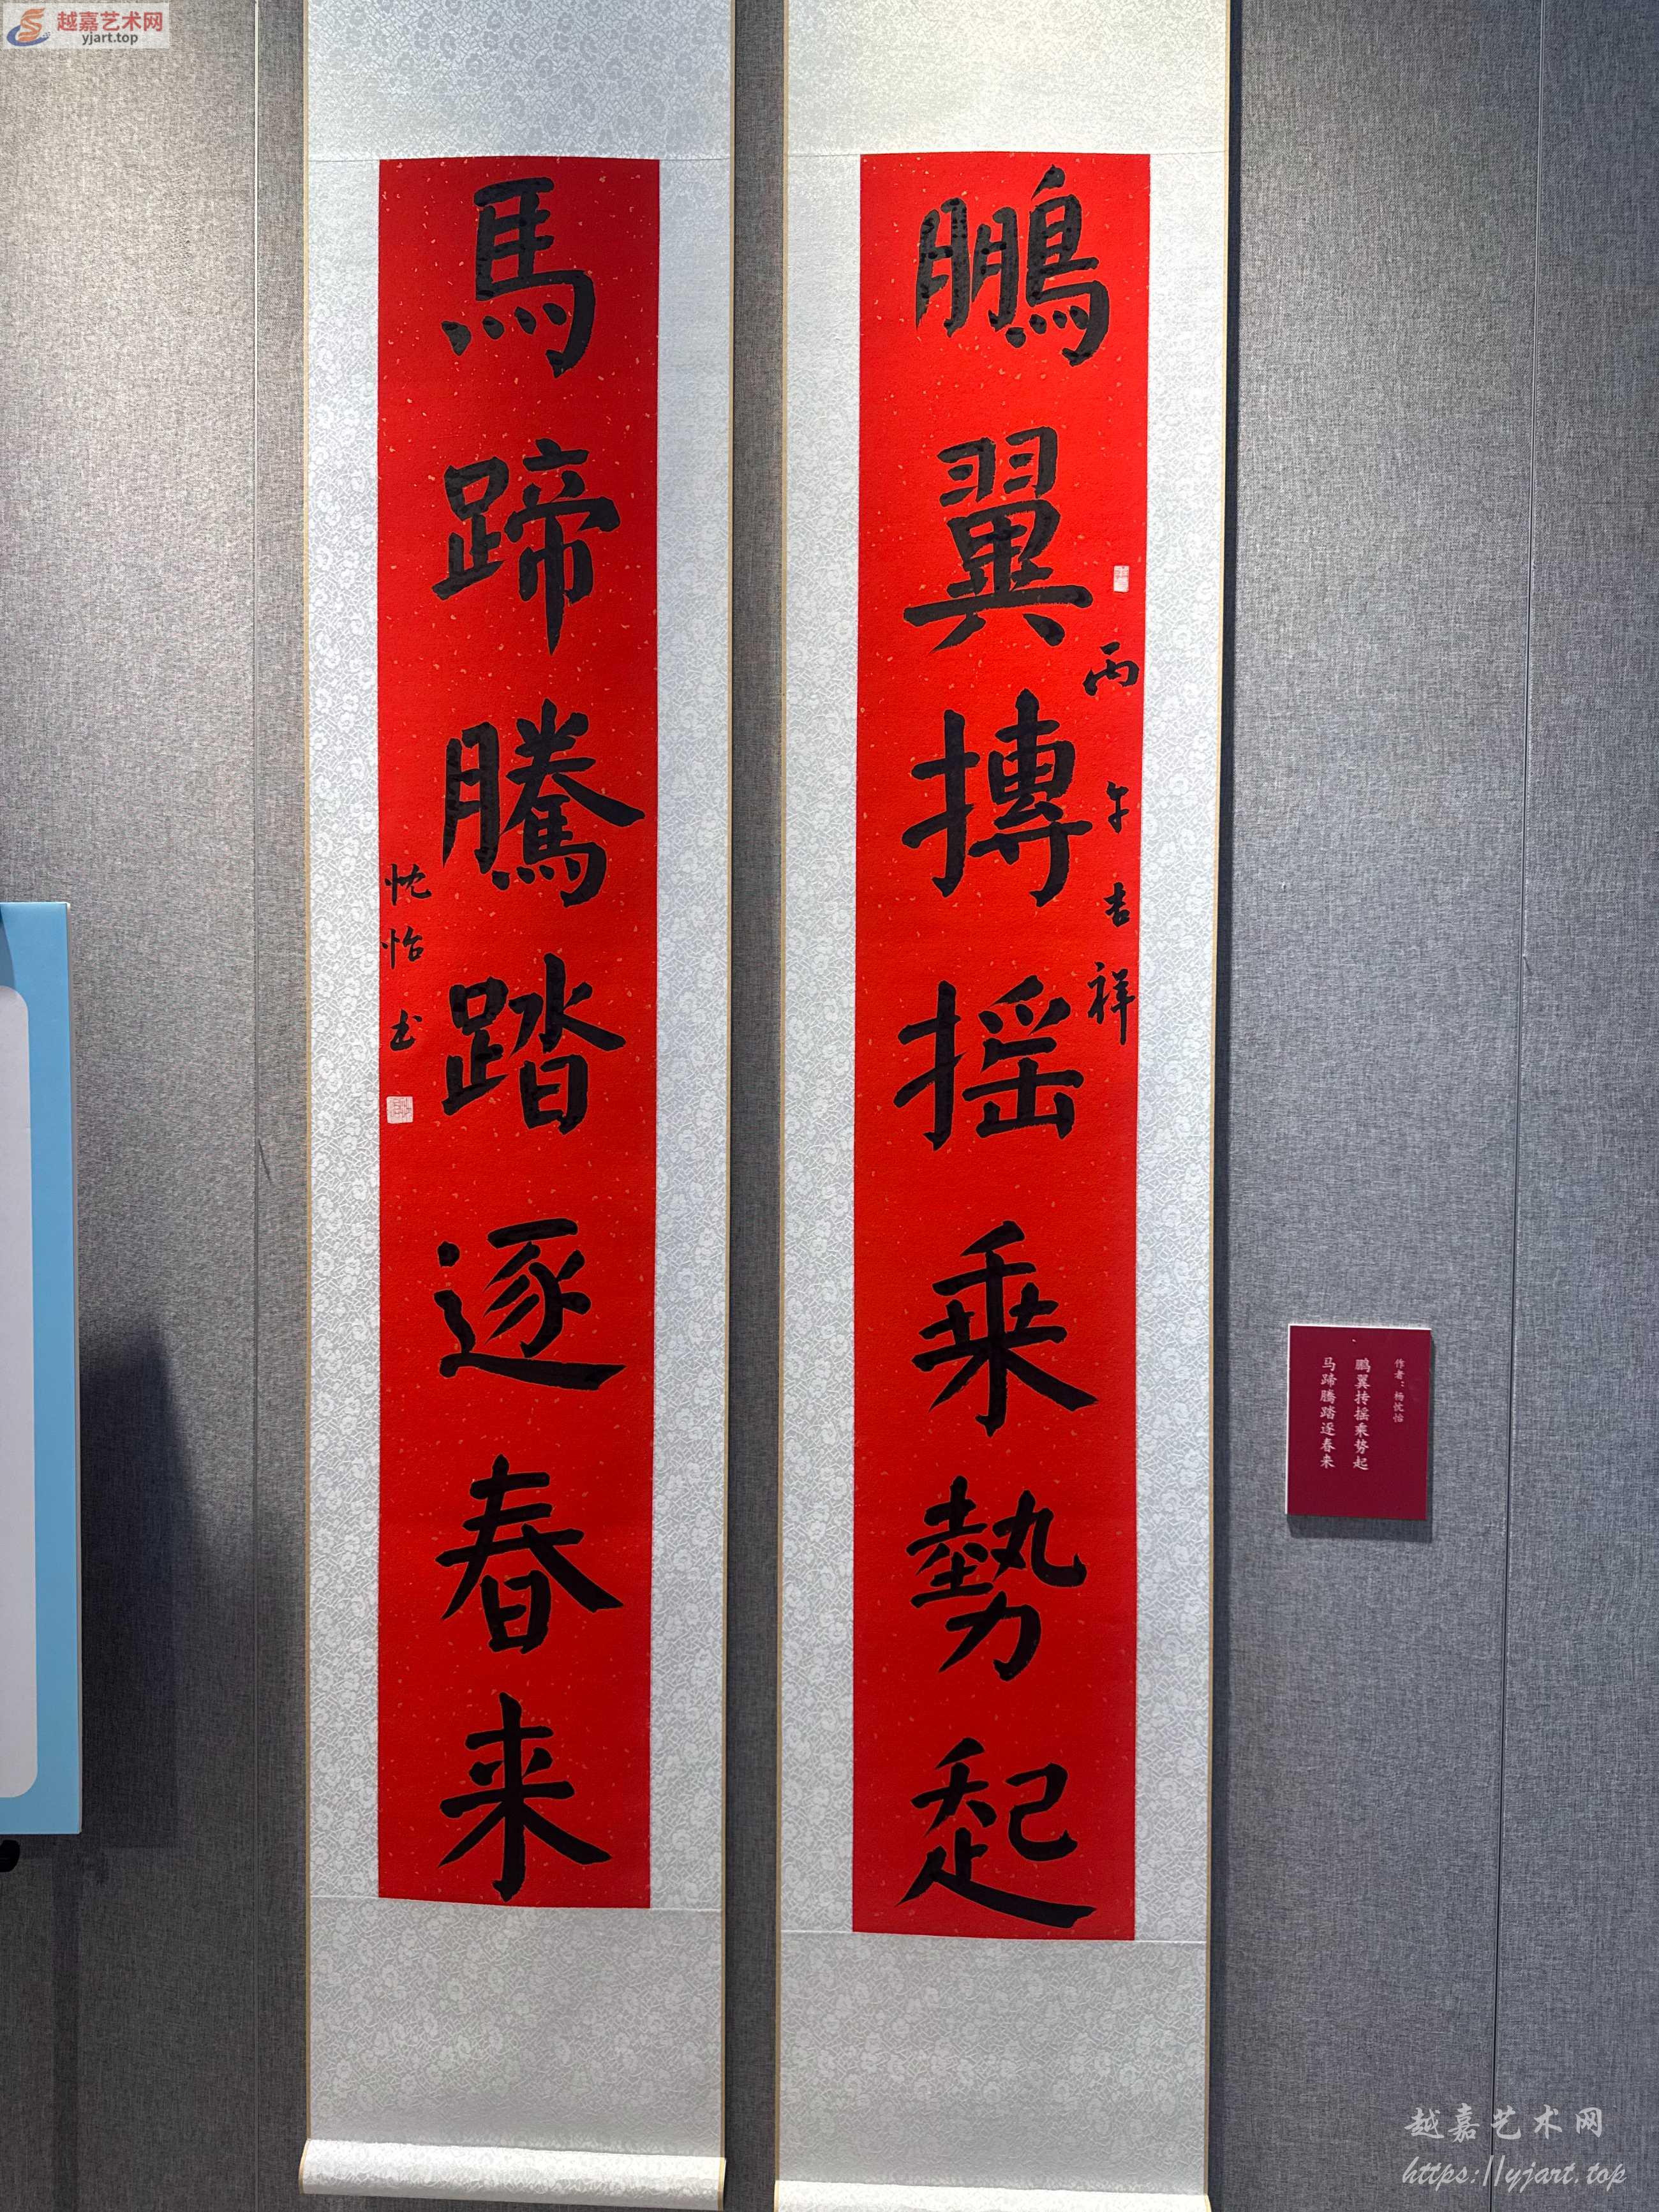 越嘉艺术网
yjart.top
鵬翼摶摇乘勢起
丙午吉祥
馬蹄騰踏逐春来
忱怡书
作者：杨忱怡
鹏翼抟摇乘势起
马蹄腾踏逐春来
越嘉艺术网
https://yjart.top